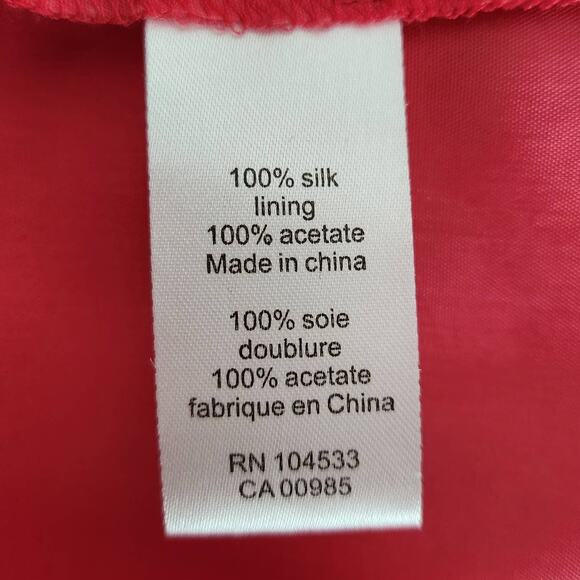 100% silk
lining
100% acetate
Made in china
100% soie
doublure
100% acetate
fabrique en China
RN 104533
CA 00985